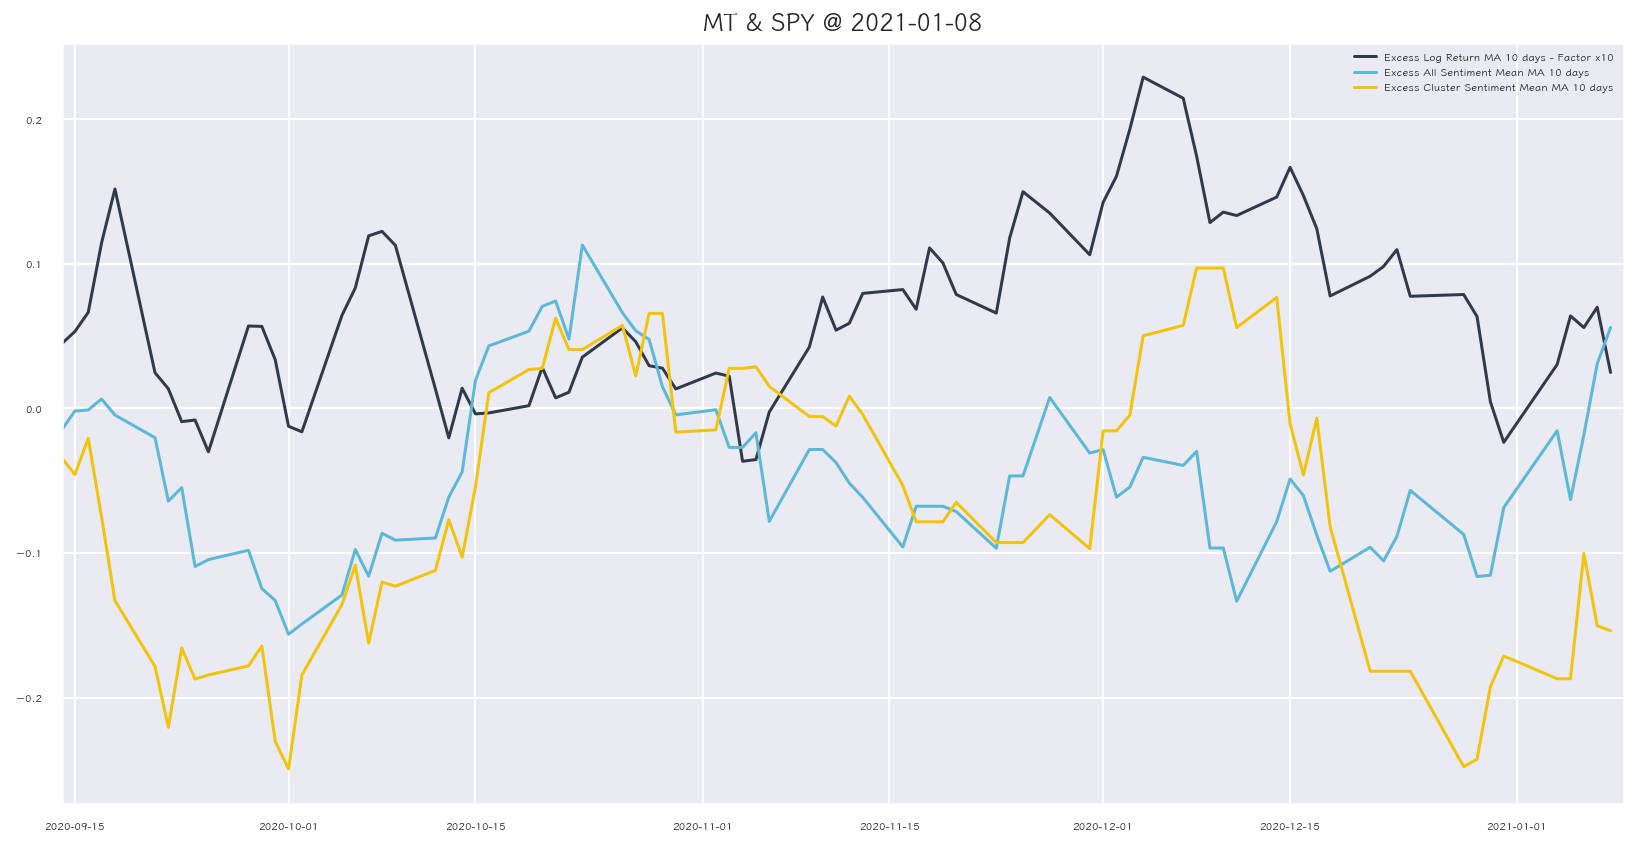 MT & SPY @ 2021-01-08
Excess Log Return MA 10 days - Factor x10
Excess All Sentiment Mean MA 10 days
Excess Cluster Sentiment Mean MA 10 days
0.2
0.1
0.0
−0.1
−0.2
2020-09-15 2020-10-01 2020-10-15 2020-11-01 2020-11-15 2020-12-01 2020-12-15 2021-01-01